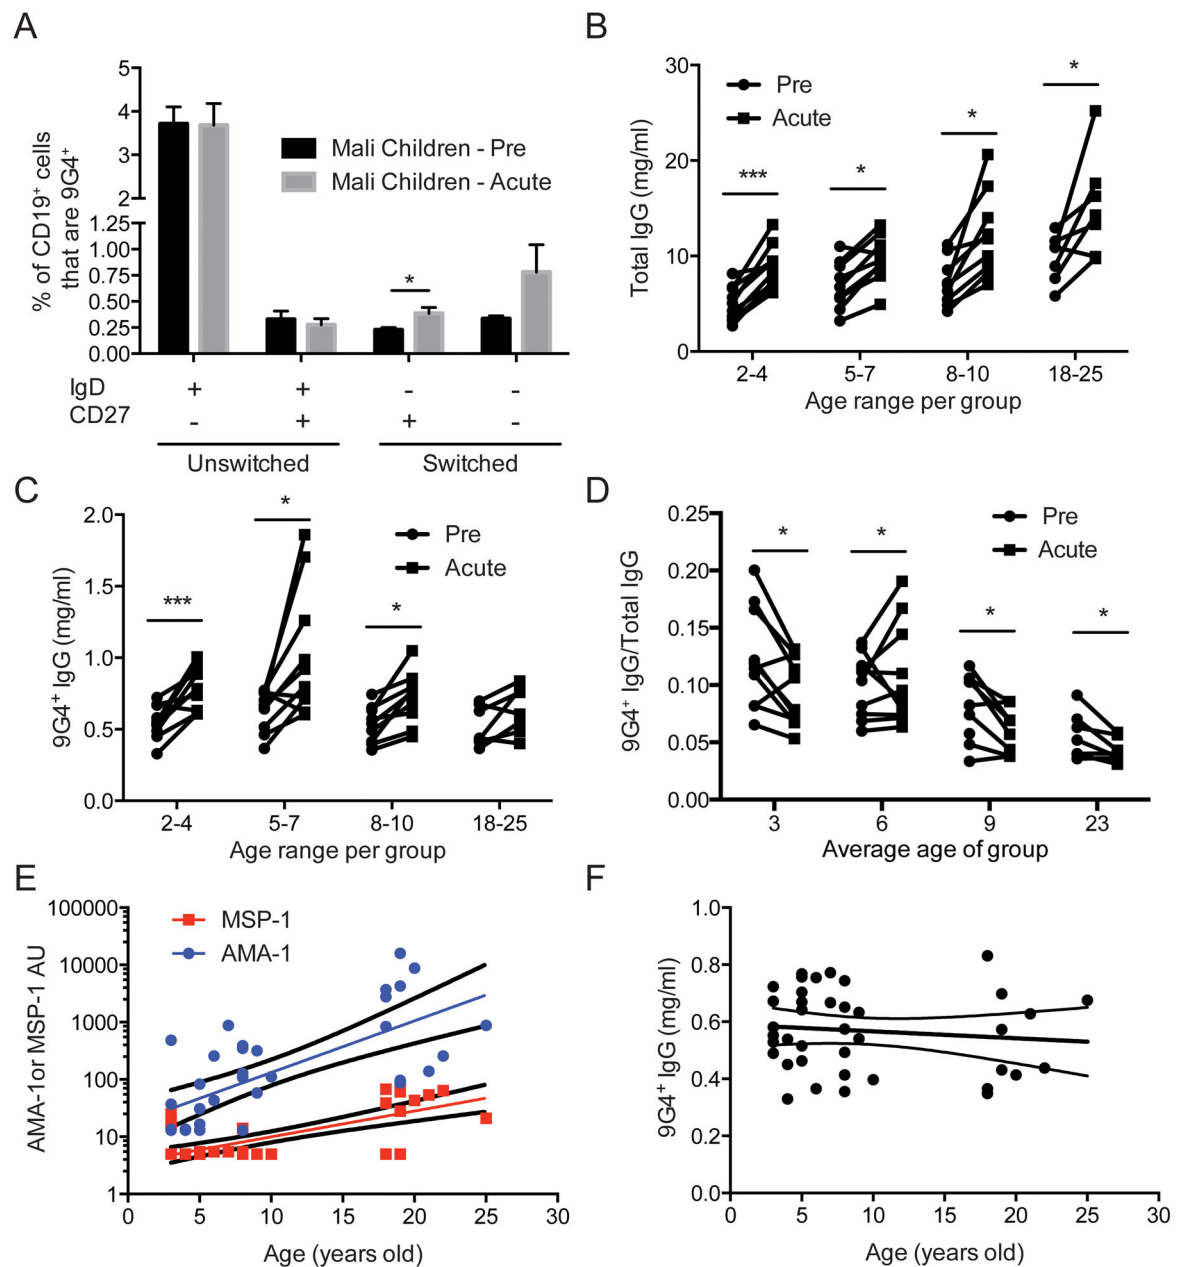 A
% of CD19⁺ cells
that are 9G4⁺
5
4
3
2
1.25
1.00
0.75
0.50
0.25
0.00
Mali Children - Pre
Mali Children - Acute
*
IgD + + - -
CD27 - + + -
Unswitched Switched
B
Total IgG (mg/ml)
30
20
10
0
Pre
Acute
*** * * *
2-4 5-7 8-10 18-25
Age range per group
C
9G4⁺ IgG (mg/ml)
2.0
1.5
1.0
0.5
0.0
Pre
Acute
*** * *
2-4 5-7 8-10 18-25
Age range per group
D
9G4⁺ IgG/Total IgG
0.25
0.20
0.15
0.10
0.05
0.00
Pre
Acute
* * * *
3 6 9 23
Average age of group
E
AMA-1or MSP-1 AU
100000
10000
1000
100
10
1
MSP-1
AMA-1
0 5 10 15 20 25 30
Age (years old)
F
9G4⁺ IgG (mg/ml)
1.0
0.8
0.6
0.4
0.2
0.0
0 5 10 15 20 25 30
Age (years old)